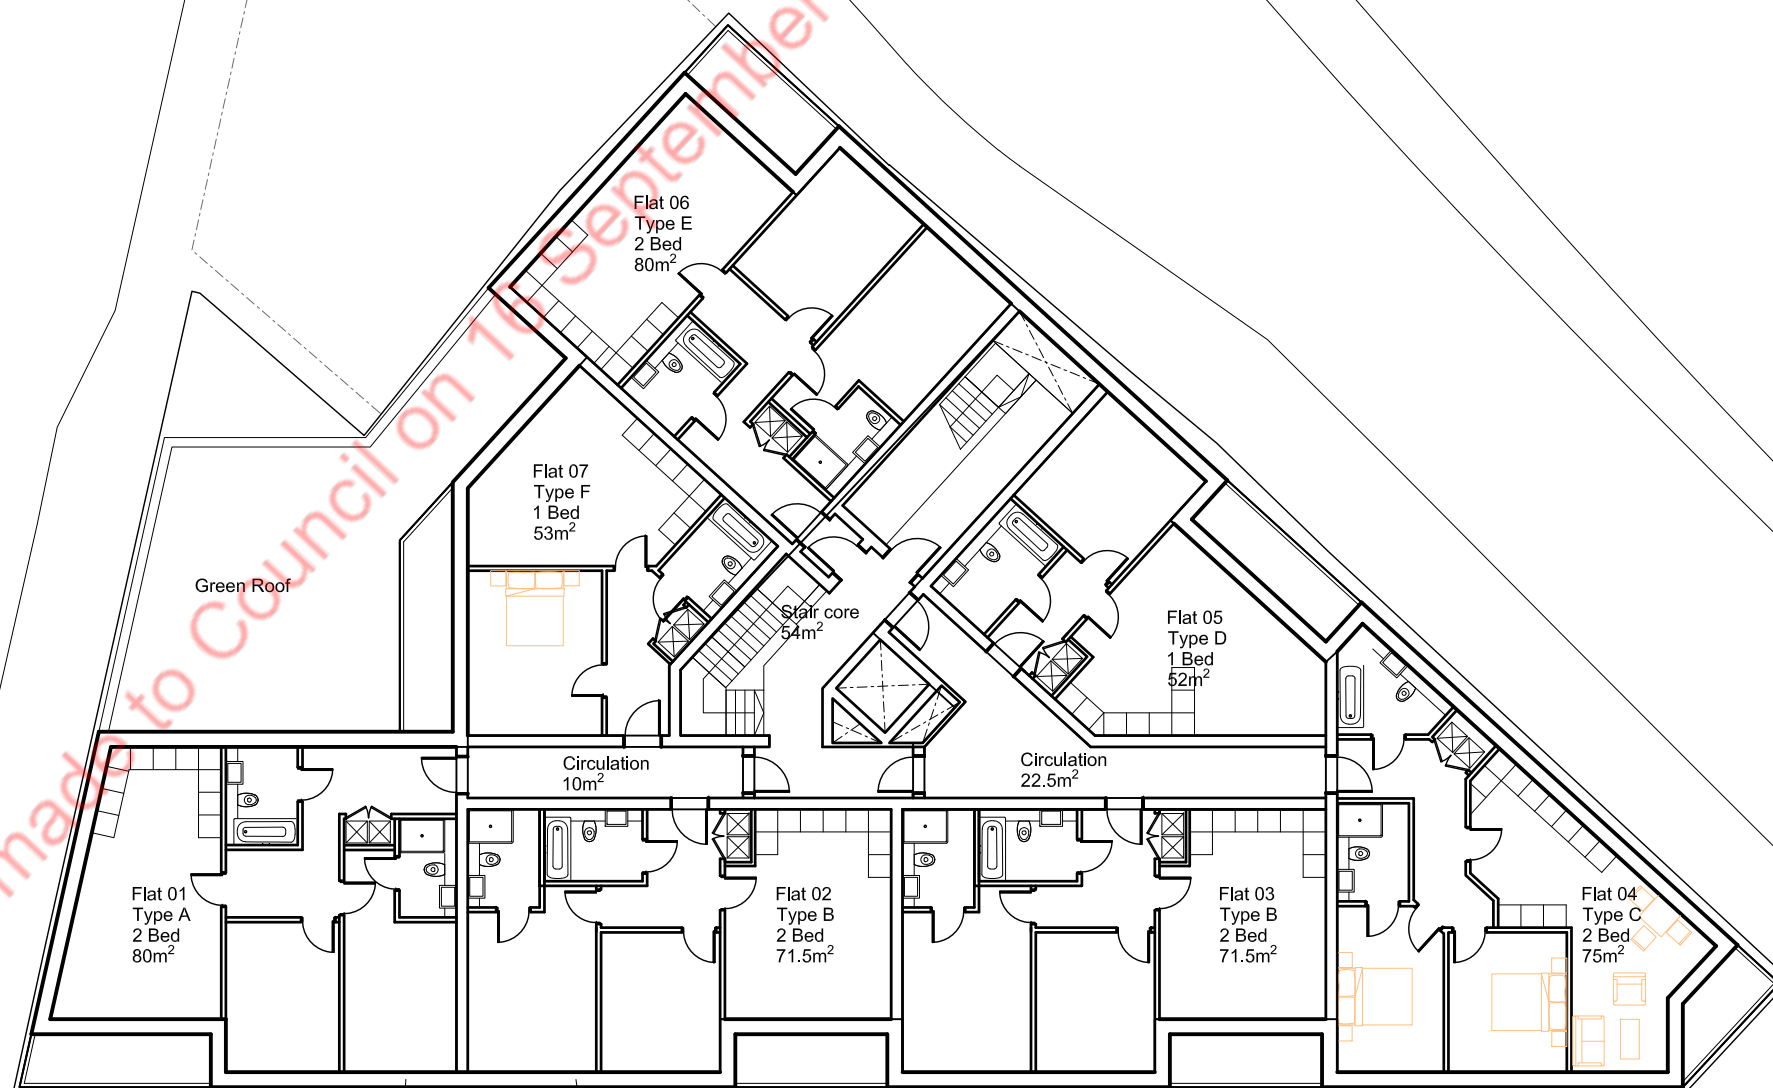 made to Council on 16 September
Flat 06
Type E
2 Bed
80m²
Flat 07
Type F
1 Bed
53m²
Green Roof
Stair core
54m²
Flat 05
Type D
1 Bed
52m²
Circulation
10m²
Circulation
22.5m²
Flat 01
Type A
2 Bed
80m²
Flat 02
Type B
2 Bed
71.5m²
Flat 03
Type B
2 Bed
71.5m²
Flat 04
Type C
2 Bed
75m²